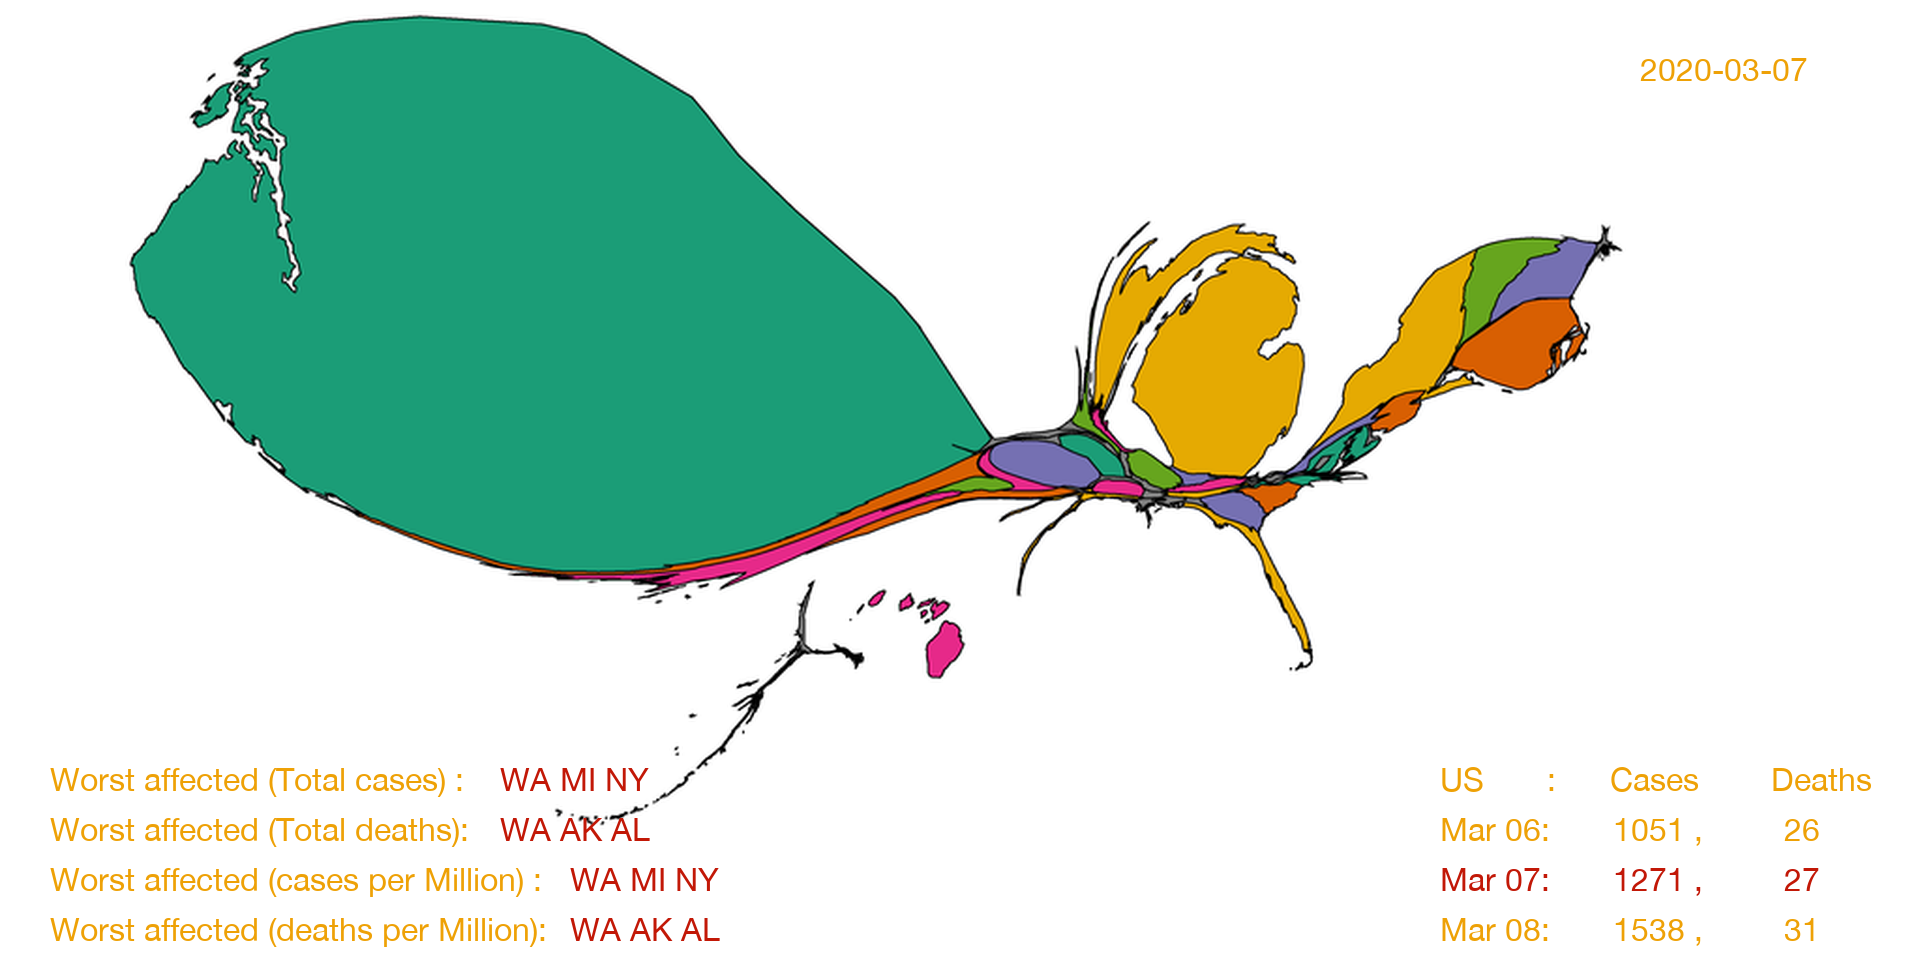 2020-03-07
Worst affected (Total cases) : WA MI NY
Worst affected (Total deaths): WA AK AL
Worst affected (cases per Million) : WA MI NY
Worst affected (deaths per Million): WA AK AL
US : Cases Deaths
Mar 06: 1051 , 26
Mar 07: 1271 , 27
Mar 08: 1538 , 31